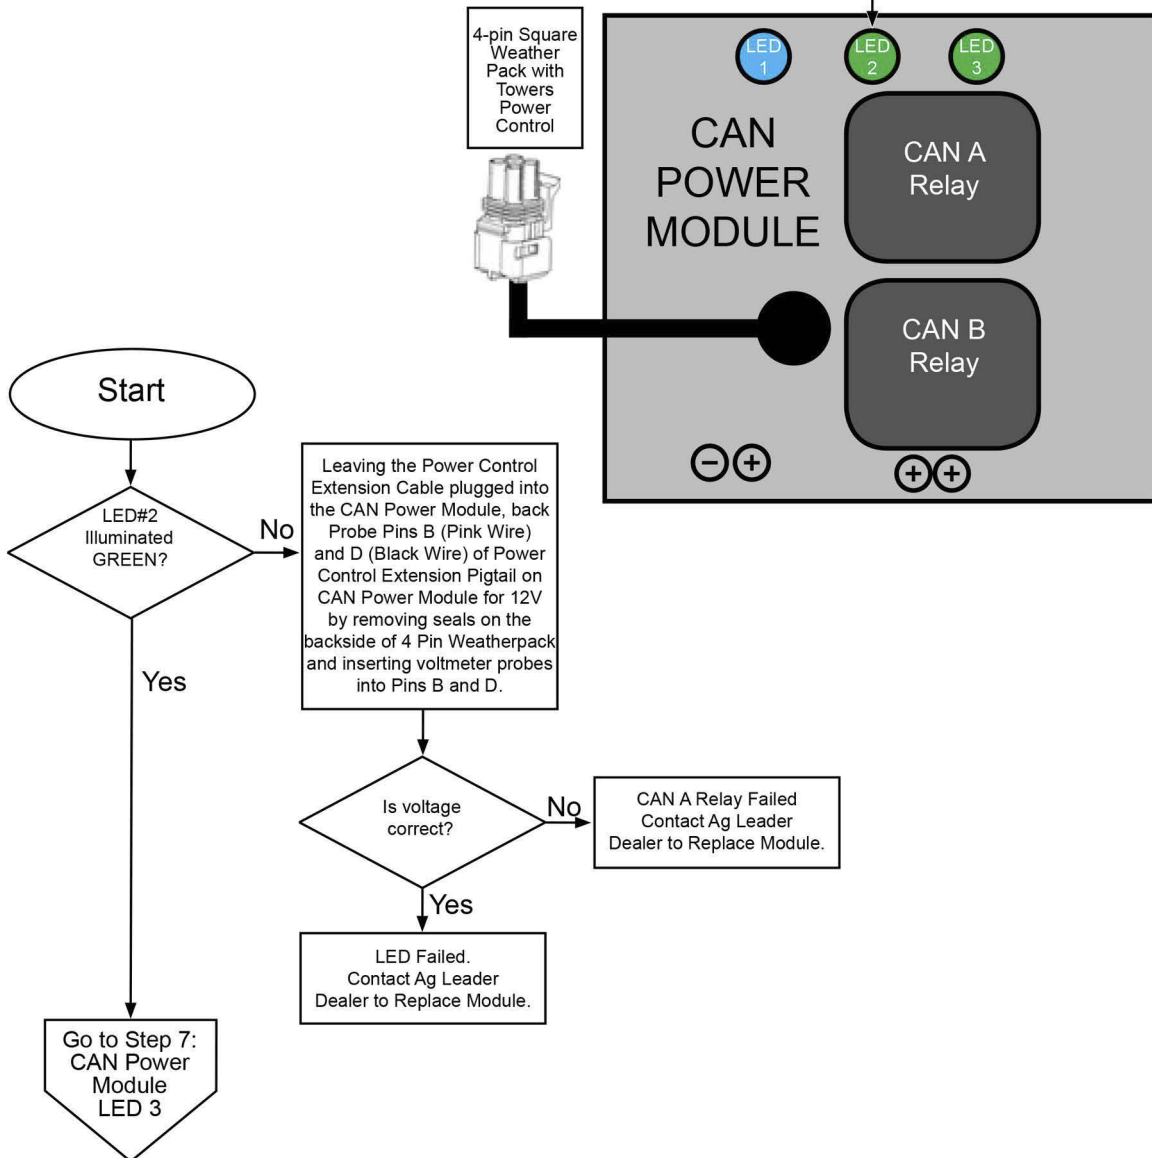 4-pin Square
Weather
Pack with
Towers
Power
Control
LED
1
LED
2
LED
3
CAN
POWER
MODULE
CAN A
Relay
CAN B
Relay
Start
LED#2
Illuminated
GREEN?
No
Yes
Leaving the Power Control
Extension Cable plugged into
the CAN Power Module, back
Probe Pins B (Pink Wire)
and D (Black Wire) of Power
Control Extension Pigtail on
CAN Power Module for 12V
by removing seals on the
backside of 4 Pin Weatherpack
and inserting voltmeter probes
into Pins B and D.
Is voltage
correct?
No
CAN A Relay Failed
Contact Ag Leader
Dealer to Replace Module.
Yes
LED Failed.
Contact Ag Leader
Dealer to Replace Module.
Go to Step 7:
CAN Power
Module
LED 3